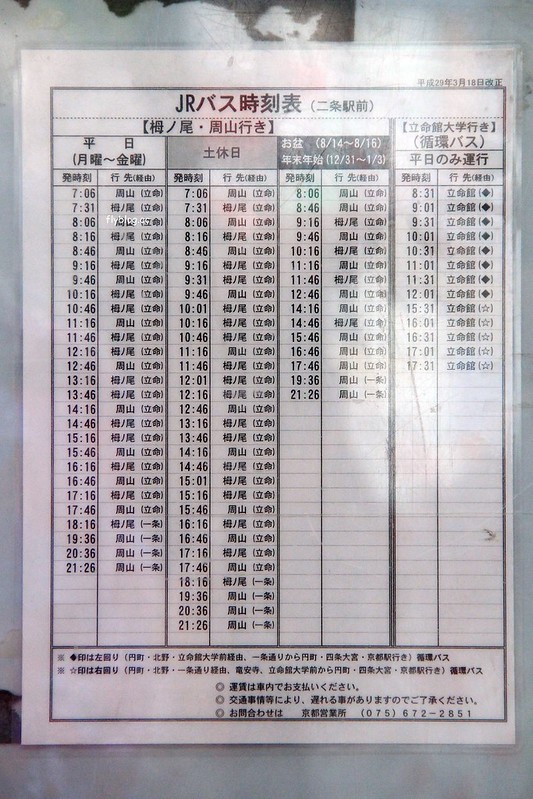 平成29年3月18日改正
JRバス時刻表 (二条駅前)
【栂ノ尾・周山行き】 【立命館大学行き】
平 日 土休日 お盆 (8/14~8/16) (循環バス)
(月曜~金曜) 年末年始(12/31~1/3) 平日のみ運行
発時刻 行 先(経由) 発時刻 行 先(経由) 発時刻 行 先(経由) 発時刻 行 先(経由)
7:06 周山 (立命) 7:06 周山 (立命) 8:06 周山 (立命) 8:31 立命館(◆)
7:31 栂ノ尾 (立命) 7:31 栂ノ尾 (立命) 8:46 栂ノ尾 (立命) 9:01 立命館(◆)
8:06 周山 (立命) 8:06 周山 (立命) 9:16 栂ノ尾 (立命) 9:31 立命館(◆)
flyblog.cc
8:16 栂ノ尾 (立命) 8:16 栂ノ尾 (立命) 9:46 周山 (立命) 10:01 立命館(◆)
8:46 周山 (立命) 8:46 周山 (立命) 10:16 栂ノ尾 (立命) 10:31 立命館(◆)
9:16 栂ノ尾 (立命) 9:16 栂ノ尾 (立命) 11:16 周山 (立命) 11:01 立命館(◆)
9:46 周山 (立命) 9:31 栂ノ尾 (立命) 11:46 栂ノ尾 (立命) 11:31 立命館(◆)
10:16 栂ノ尾 (立命) 9:46 周山 (立命) 12:46 周山 (立命) 12:01 立命館(◆)
10:46 栂ノ尾 (立命) 10:01 栂ノ尾 (立命) 14:16 周山 (立命) 15:31 立命館(☆)
11:16 周山 (立命) 10:16 栂ノ尾 (立命) 14:46 栂ノ尾 (立命) 16:01 立命館(☆)
11:46 栂ノ尾 (立命) 10:46 栂ノ尾 (立命) 15:46 周山 (立命) 16:31 立命館(☆)
12:16 栂ノ尾 (立命) 11:16 周山 (立命) 16:46 周山 (立命) 17:01 立命館(☆)
12:46 周山 (立命) 11:46 栂ノ尾 (立命) 17:46 周山 (立命) 17:31 立命館(☆)
13:16 栂ノ尾 (立命) 12:01 栂ノ尾 (立命) 19:36 周山 (一条)
13:46 栂ノ尾 (立命) 12:16 栂ノ尾 (立命) 21:26 周山 (一条)
14:16 周山 (立命) 12:46 周山 (立命)
14:46 栂ノ尾 (立命) 13:16 栂ノ尾 (立命)
15:16 栂ノ尾 (立命) 13:46 栂ノ尾 (立命)
15:46 周山 (立命) 14:16 周山 (立命)
16:16 栂ノ尾 (立命) 14:46 栂ノ尾 (立命)
16:46 周山 (立命) 15:01 栂ノ尾 (立命)
17:16 栂ノ尾 (立命) 15:16 栂ノ尾 (立命)
17:46 周山 (立命) 15:46 周山 (立命)
18:16 栂ノ尾 (一条) 16:16 栂ノ尾 (立命)
19:36 周山 (一条) 16:46 周山 (立命)
20:36 周山 (一条) 17:16 栂ノ尾 (立命)
21:26 周山 (一条) 17:46 周山 (立命)
18:16 栂ノ尾 (一条)
19:36 周山 (一条)
20:36 周山 (一条)
21:26 周山 (一条)
※ ◆印は左回り(円町・北野・立命館大学前経由、一条通りから円町・四条大宮・京都駅行き)循環バス
※ ☆印は右回り(円町・北野・一条通り経由、竜安寺、立命館大学前から円町・四条大宮・京都駅行き)循環バス
◎ 運賃は車内でお支払いください。
◎ 交通事情等により、遅れる事がありますのでご了承ください。
◎ お問合わせは 京都営業所 (075)672-2851